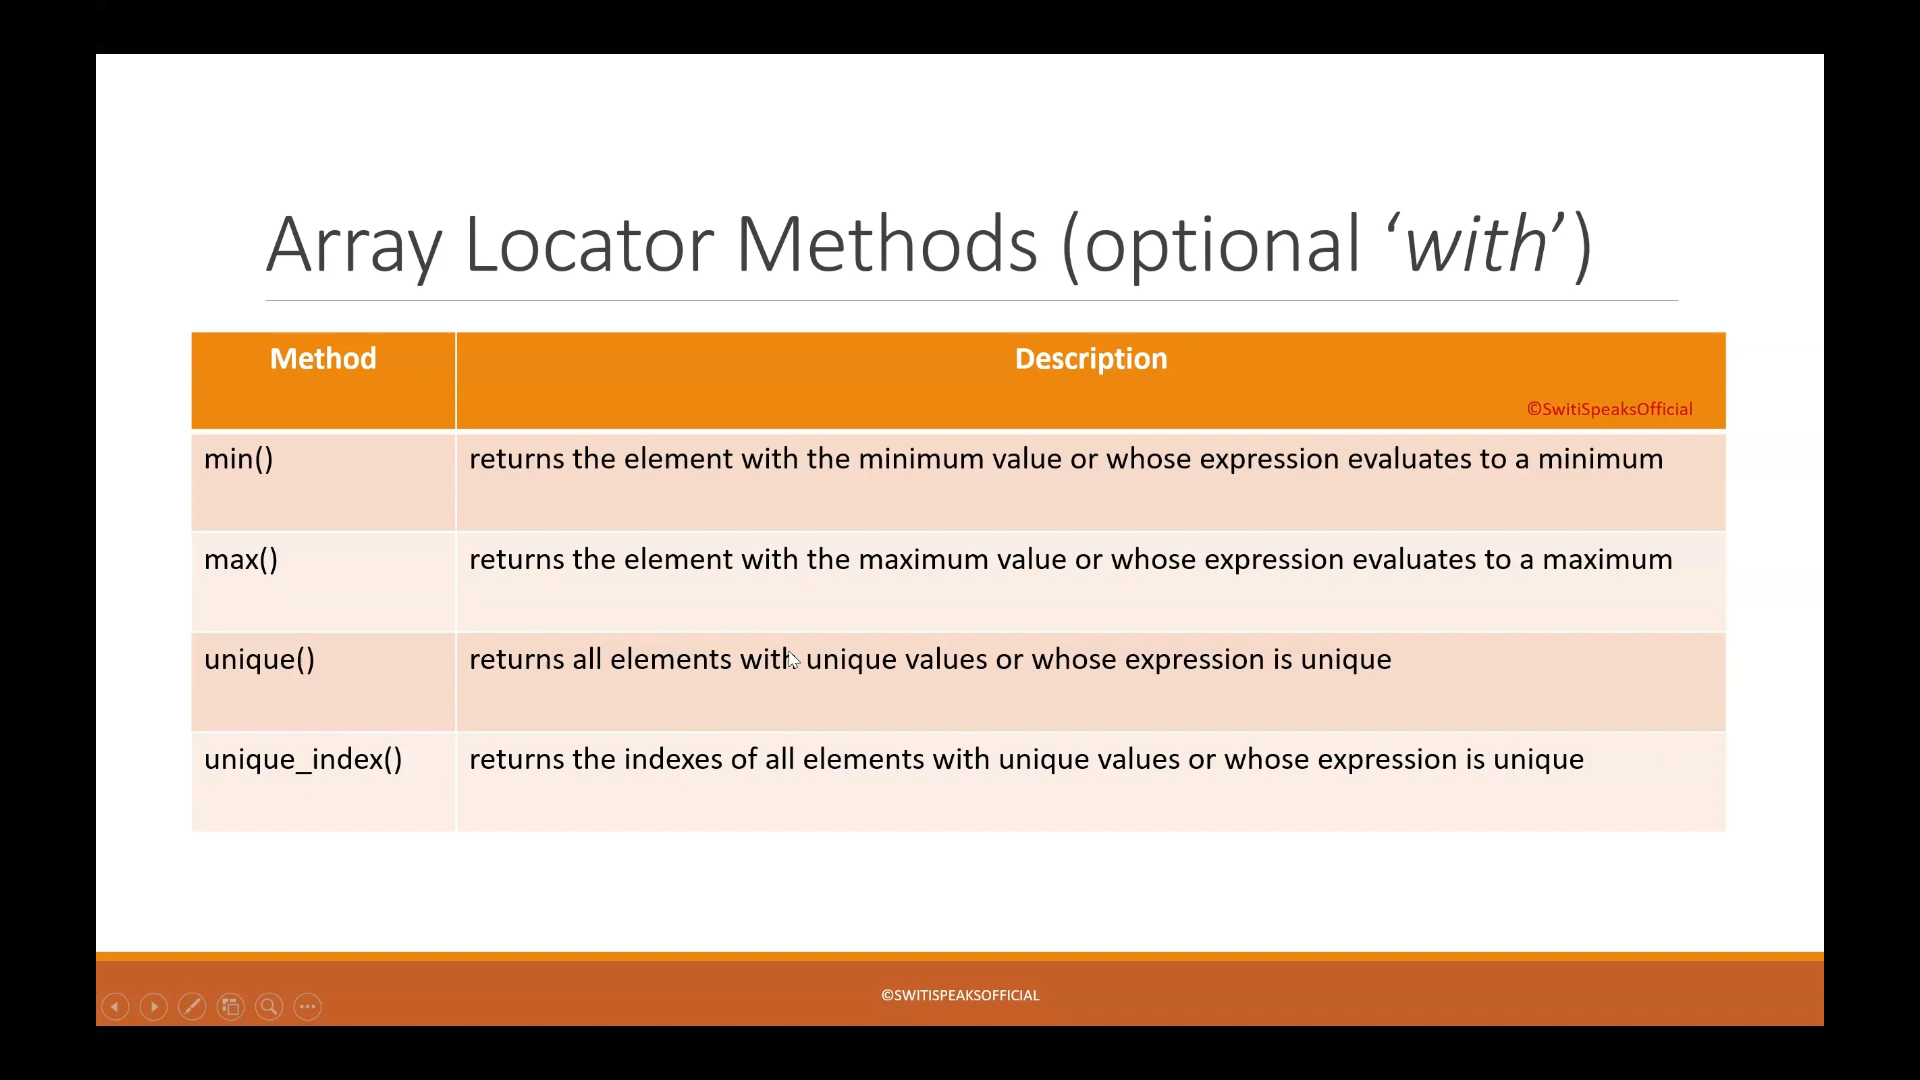 Array Locator Methods (optional ‘with’)
Method
Description
©SwitiSpeaksOfficial
min()
returns the element with the minimum value or whose expression evaluates to a minimum
max()
returns the element with the maximum value or whose expression evaluates to a maximum
unique()
returns all elements with unique values or whose expression is unique
unique_index()
returns the indexes of all elements with unique values or whose expression is unique
©SWITISPEAKSOFFICIAL